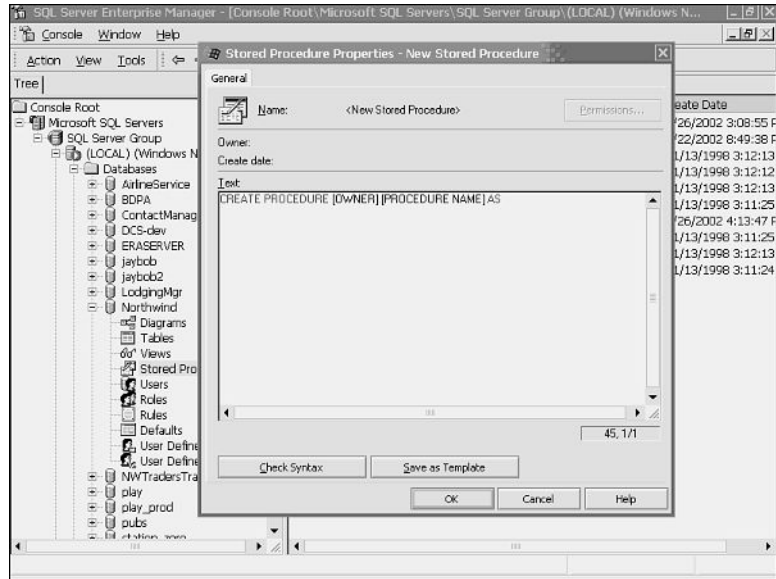 SQL Server Enterprise Manager - [Console Root\Microsoft SQL Servers\SQL Server Group\(LOCAL) (Windows N...
Console Window Help
Action View Tools
Tree
Stored Procedure Properties - New Stored Procedure
General
Name: <New Stored Procedure> Permissions...
Owner:
Create date:
Text
CREATE PROCEDURE [OWNER].[PROCEDURE NAME] AS
45, 1/1
Check Syntax Save as Template
OK Cancel Help
Console Root
Microsoft SQL Servers
SQL Server Group
(LOCAL) (Windows N
Databases
AirlineService
BDPA
ContactManag
DCS-dev
ERASERVER
jaybob
jaybob2
LodgingMgr
Northwind
Diagrams
Tables
Views
Stored Pro
Users
Roles
Rules
Defaults
User Define
User Define
NWTradersTra
play
play_prod
pubs
eate Date
/26/2002 3:08:55 P
/22/2002 8:49:38 P
1/13/1998 3:12:13
1/13/1998 3:12:12
1/13/1998 3:12:13
1/13/1998 3:11:25
/26/2002 4:13:47 P
1/13/1998 3:11:25
1/13/1998 3:12:13
1/13/1998 3:11:24